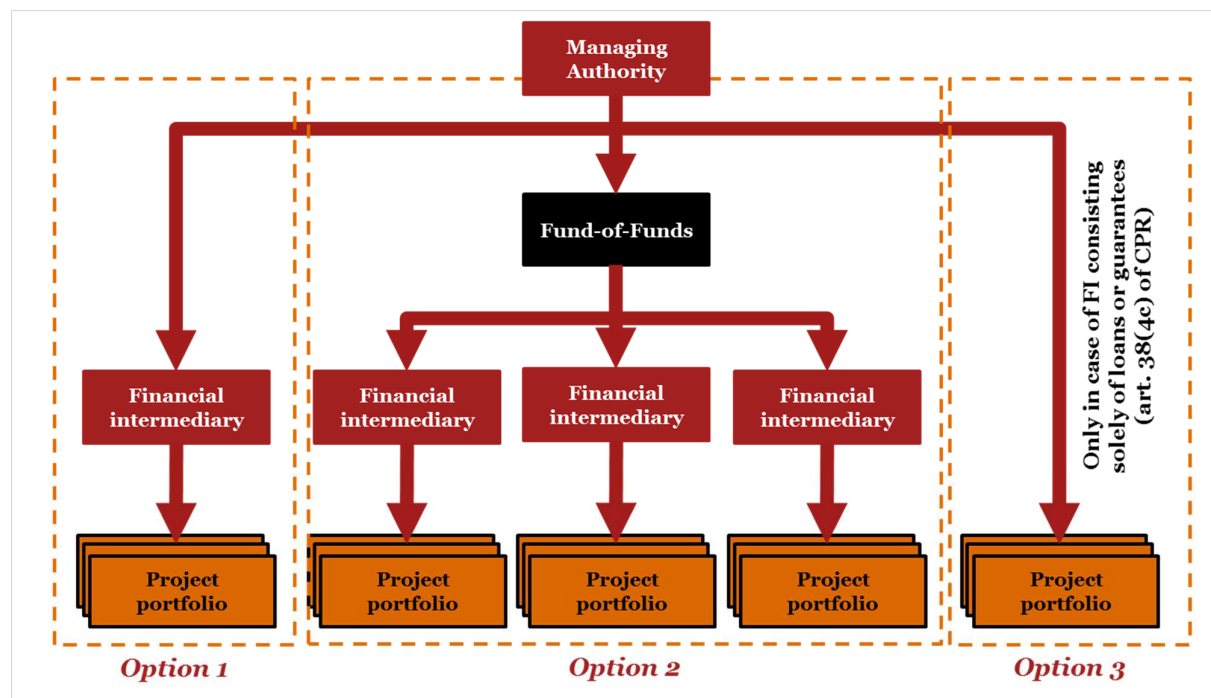 Managing
Authority
Fund-of-Funds
Only in case of FI consisting
solely of loans or guarantees
(art. 38(4c) of CPR)
Financial
intermediary
Financial
intermediary
Financial
intermediary
Financial
intermediary
Project
portfolio
Project
portfolio
Project
portfolio
Project
portfolio
Project
portfolio
Option 1
Option 2
Option 3